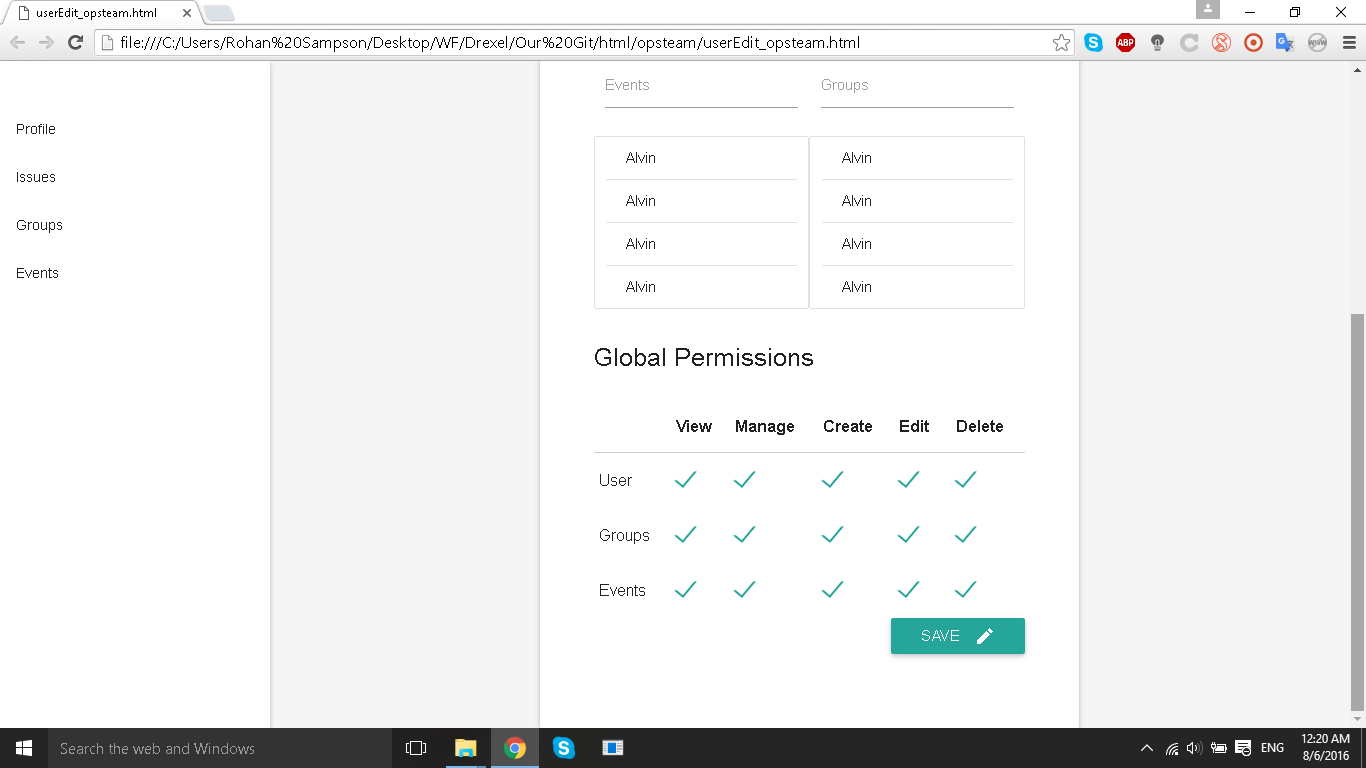 userEdit_opsteam.html
file:///C:/Users/Rohan%20Sampson/Desktop/WF/Drexel/Our%20Git/html/opsteam/userEdit_opsteam.html
ABP
Profile
Issues
Groups
Events
Events Groups
Alvin Alvin
Alvin Alvin
Alvin Alvin
Alvin Alvin
Global Permissions
View Manage Create Edit Delete
User
Groups
Events
SAVE
Search the web and Windows
ENG
12:20 AM
8/6/2016